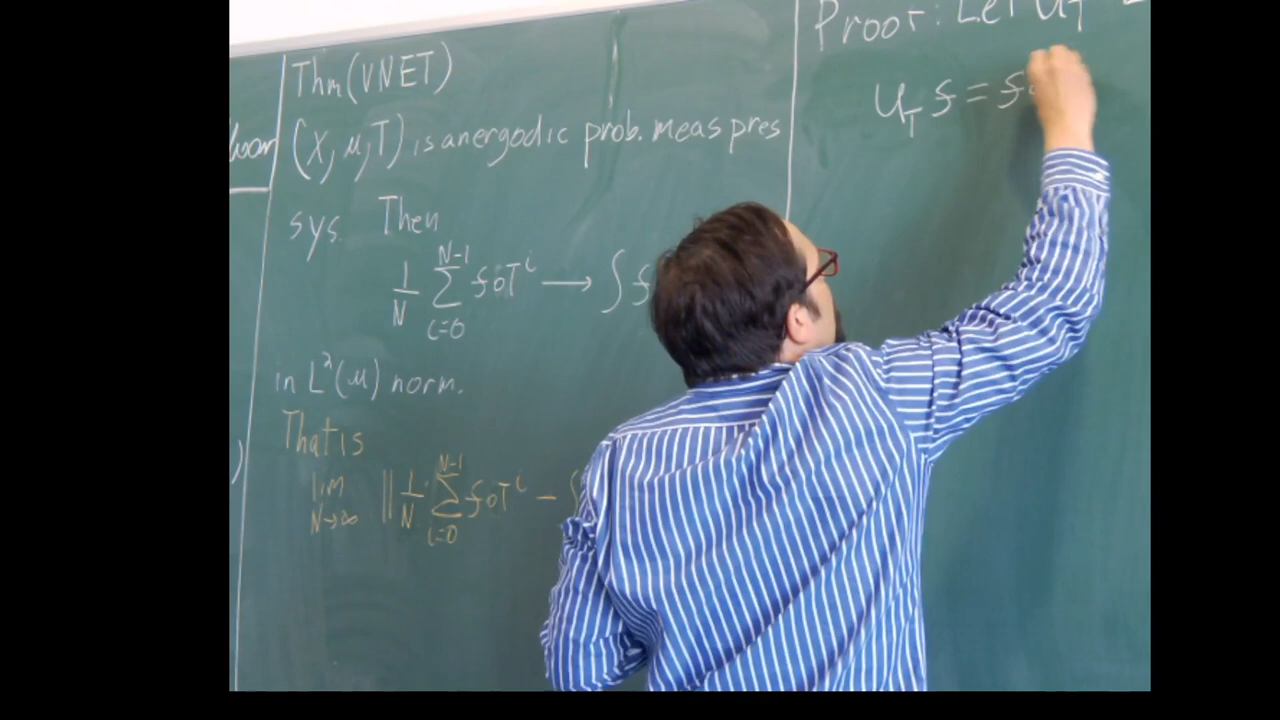 Thm (VNET)
(X, μ, T) is an ergodic prob. meas pres
sys. Then
1/N ∑_{i=0}^{N-1} f∘T^i → ∫ f
in L²(μ) norm.
That is
lim_{N→∞} ‖ 1/N ∑_{i=0}^{N-1} f∘T^i - ∫
Proof: Let U_T
U_T f = f